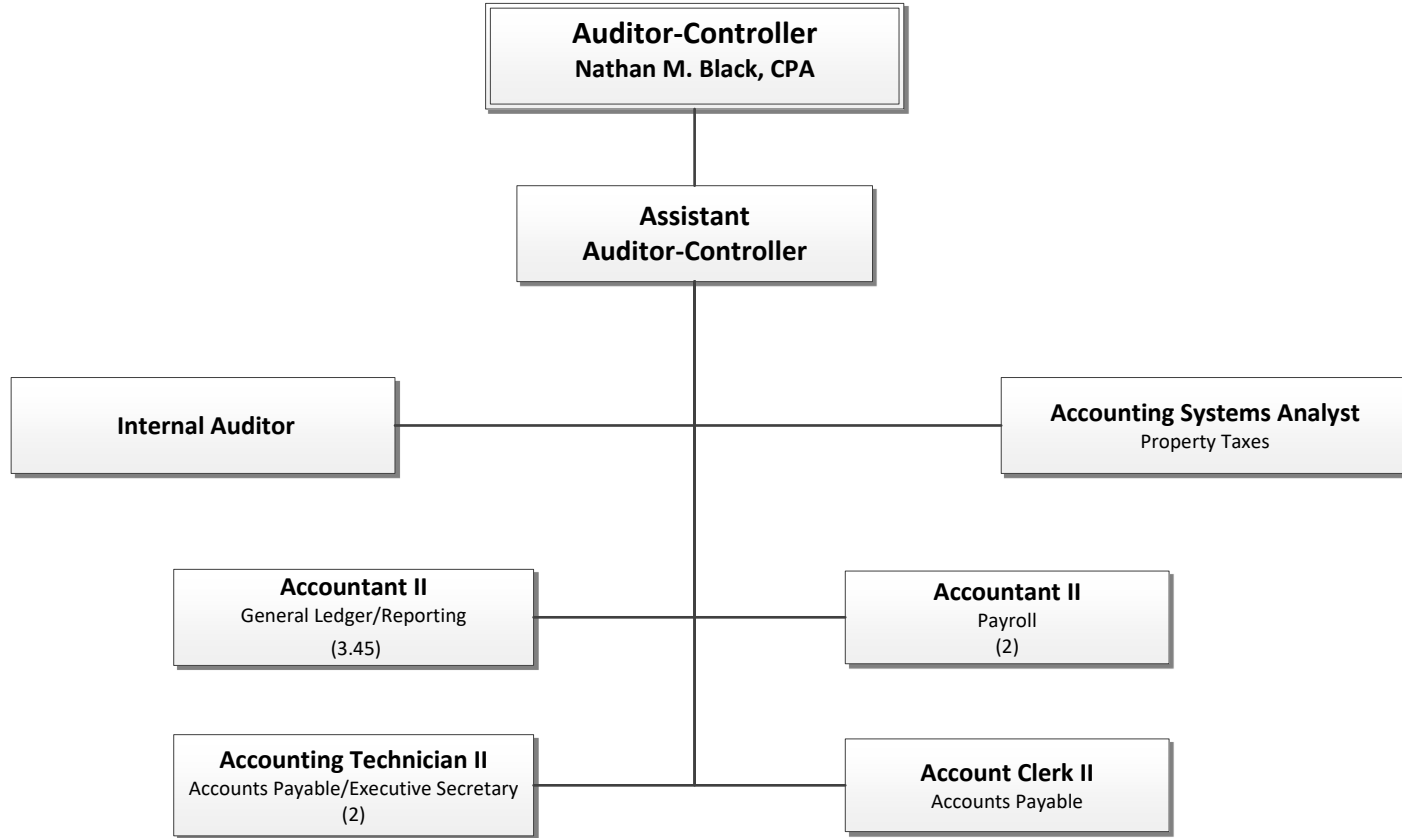 Auditor-Controller
Nathan M. Black, CPA
Assistant
Auditor-Controller
Internal Auditor
Accounting Systems Analyst
Property Taxes
Accountant II
General Ledger/Reporting
(3.45)
Accountant II
Payroll
(2)
Accounting Technician II
Accounts Payable/Executive Secretary
(2)
Account Clerk II
Accounts Payable